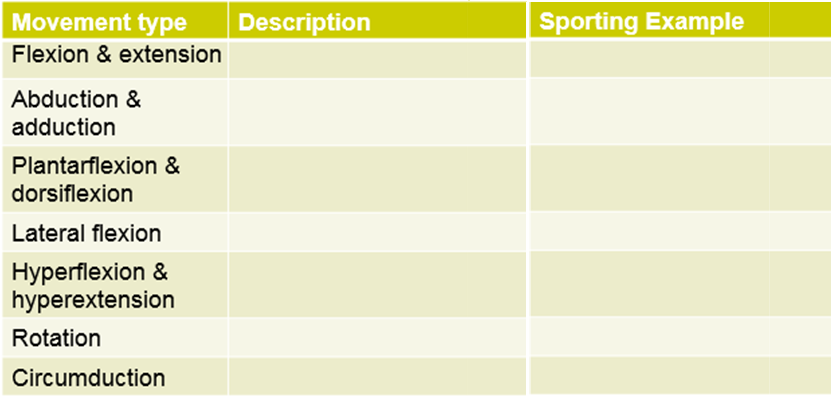 Movement type Description Sporting Example
Flexion & extension
Abduction &
adduction
Plantarflexion &
dorsiflexion
Lateral flexion
Hyperflexion &
hyperextension
Rotation
Circumduction